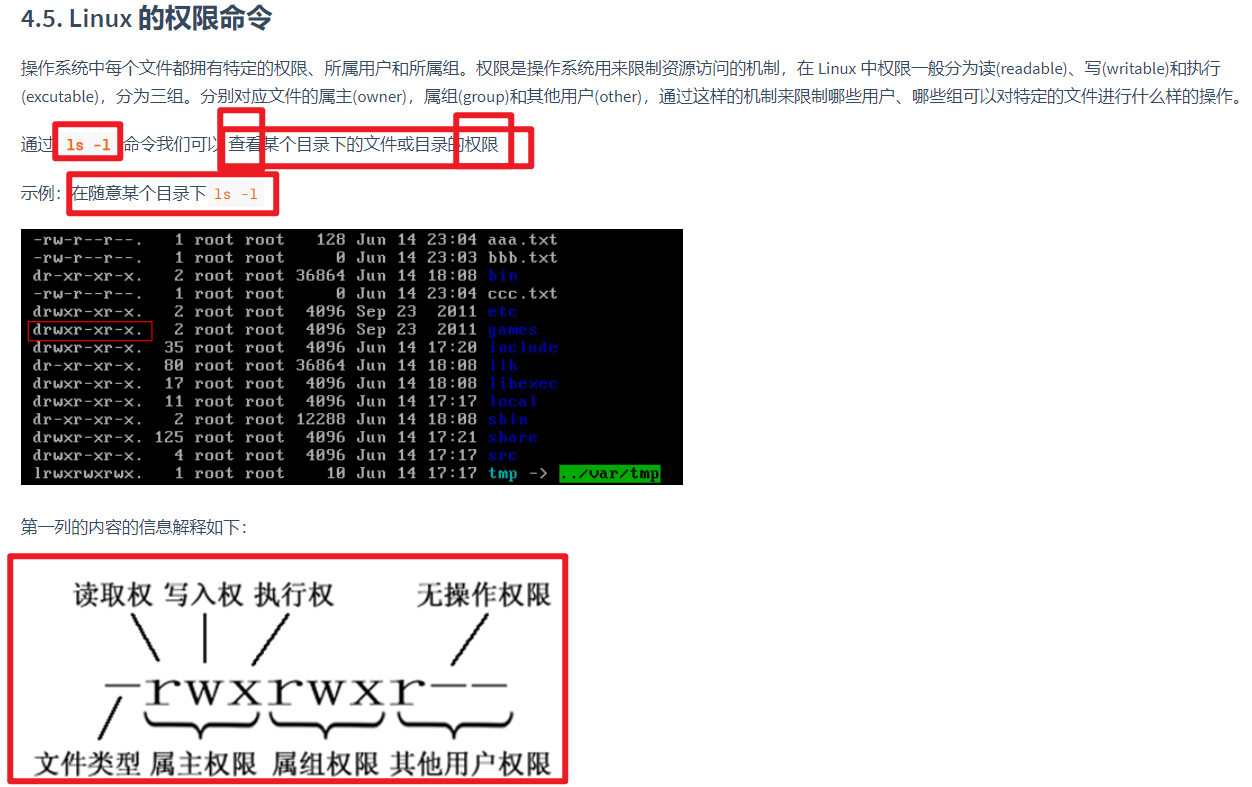 4.5. Linux 的权限命令
操作系统中每个文件都拥有特定的权限、所属用户和所属组。权限是操作系统用来限制资源访问的机制，在 Linux 中权限一般分为读(readable)、写(writable)和执行
(excutable)，分为三组。分别对应文件的属主(owner)，属组(group)和其他用户(other)，通过这样的机制来限制哪些用户、哪些组可以对特定的文件进行什么样的操作。
通过 ls -l 命令我们可以 查看某个目录下的文件或目录的权限
示例：在随意某个目录下 ls -l
-rw-r--r--. 1 root root 128 Jun 14 23:04 aaa.txt
-rw-r--r--. 1 root root 0 Jun 14 23:03 bbb.txt
dr-xr-xr-x. 2 root root 36864 Jun 14 18:08 bin
-rw-r--r--. 1 root root 0 Jun 14 23:04 ccc.txt
drwxr-xr-x. 2 root root 4096 Sep 23 2011 etc
drwxr-xr-x. 2 root root 4096 Sep 23 2011 games
drwxr-xr-x. 35 root root 4096 Jun 14 17:20 include
dr-xr-xr-x. 80 root root 36864 Jun 14 18:08 lib
drwxr-xr-x. 17 root root 4096 Jun 14 18:08 libexec
drwxr-xr-x. 11 root root 4096 Jun 14 17:17 local
dr-xr-xr-x. 2 root root 12288 Jun 14 18:08 sbin
drwxr-xr-x. 125 root root 4096 Jun 14 17:21 share
drwxr-xr-x. 4 root root 4096 Jun 14 17:17 src
lrwxrwxrwx. 1 root root 10 Jun 14 17:17 tmp -> ../var/tmp
第一列的内容的信息解释如下：
读取权 写入权 执行权 无操作权限
-rwxrwxr--
文件类型 属主权限 属组权限 其他用户权限